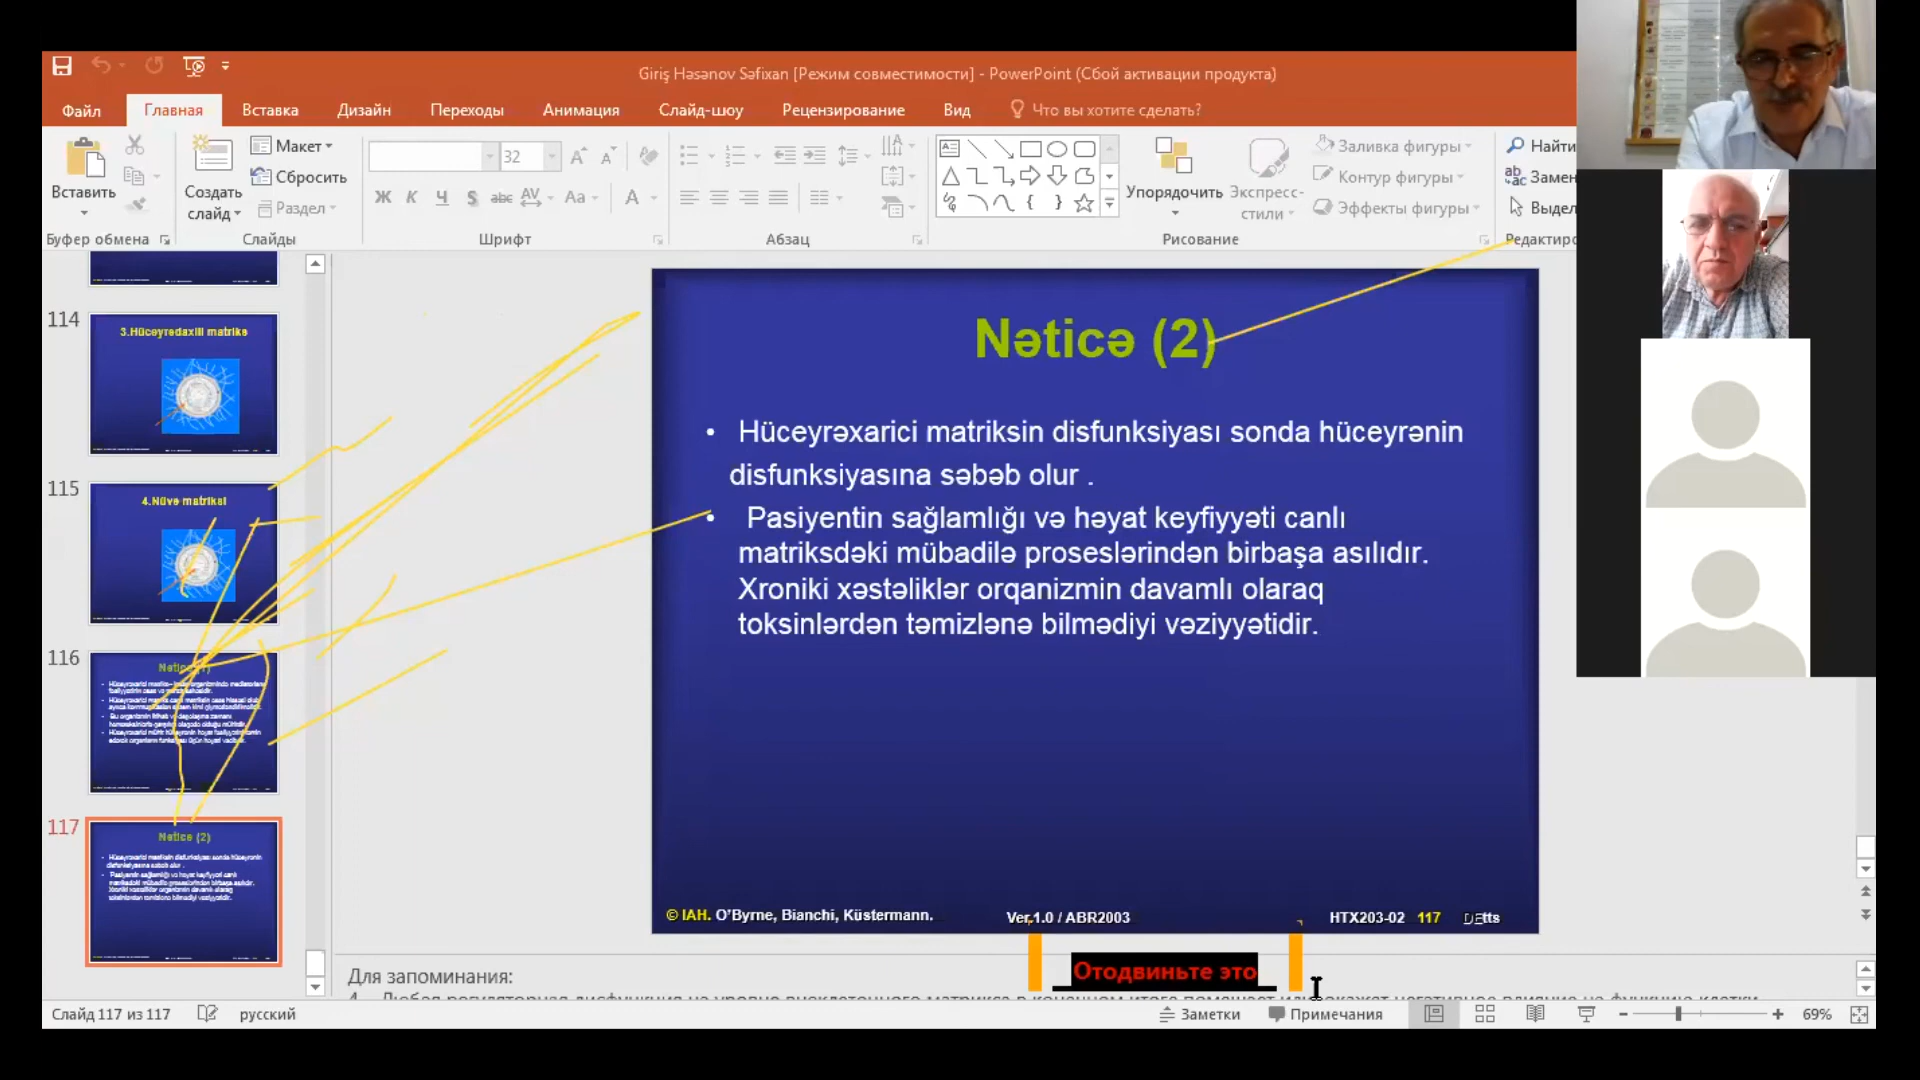 Giriş Həsənov Səfixan [Режим совместимости] - PowerPoint (Сбой активации продукта)
Файл Главная Вставка Дизайн Переходы Анимация Слайд-шоу Рецензирование Вид Что вы хотите сделать?
Вставить
Создать слайд
Макет
Сбросить
Раздел
32
Ж К Ч S abc AV Aa A
Упорядочить
Экспресс-стили
Заливка фигуры
Контур фигуры
Эффекты фигуры
Найти
Буфер обмена Слайды Шрифт Абзац Рисование
114
3.Hüceyrədaxili matriks
115
4.Nüvə matriksi
116
117
Nəticə (2)
Nəticə (2)
• Hüceyrəxarici matriksin disfunksiyası sonda hüceyrənin
disfunksiyasına səbəb olur .
• Pasiyentin sağlamlığı və həyat keyfiyyəti canlı
matriksdəki mübadilə proseslərindən birbaşa asılıdır.
Xroniki xəstəliklər orqanizmin davamlı olaraq
toksinlərdən təmizlənə bilmədiyi vəziyyətidir.
© IAH. O’Byrne, Bianchi, Küstermann. Ver.1.0 / ABR2003 HTX203-02 117
Отодвиньте это
Для запоминания:
Слайд 117 из 117 русский Заметки Примечания 69%